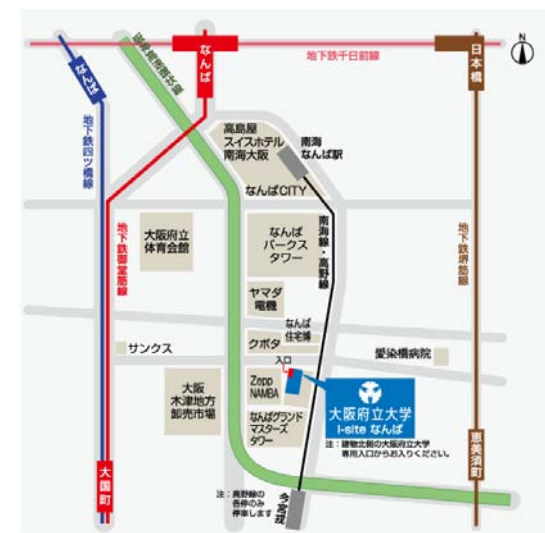 なんば
地下鉄千日前線
日本橋
N
なんば
阪神高速環状線
地下鉄四ツ橋線
高島屋
スイスホテル
南海大阪
南海
なんば駅
なんばCITY
大阪府立
体育会館
地下鉄御堂筋線
なんば
パークス
タワー
南海線・高野線
地下鉄堺筋線
ヤマダ
電機
なんば
住宅博
クボタ
サンクス
愛染橋病院
入口
大阪
木津地方
卸売市場
Zepp
NAMBA
大阪府立大学
I-site なんば
なんばグランド
マスターズ
タワー
注：建物北側の大阪府立大学
専用入口からお入りください。
恵美須町
大国町
注：高野線の
各停のみ
停車します
今宮戎